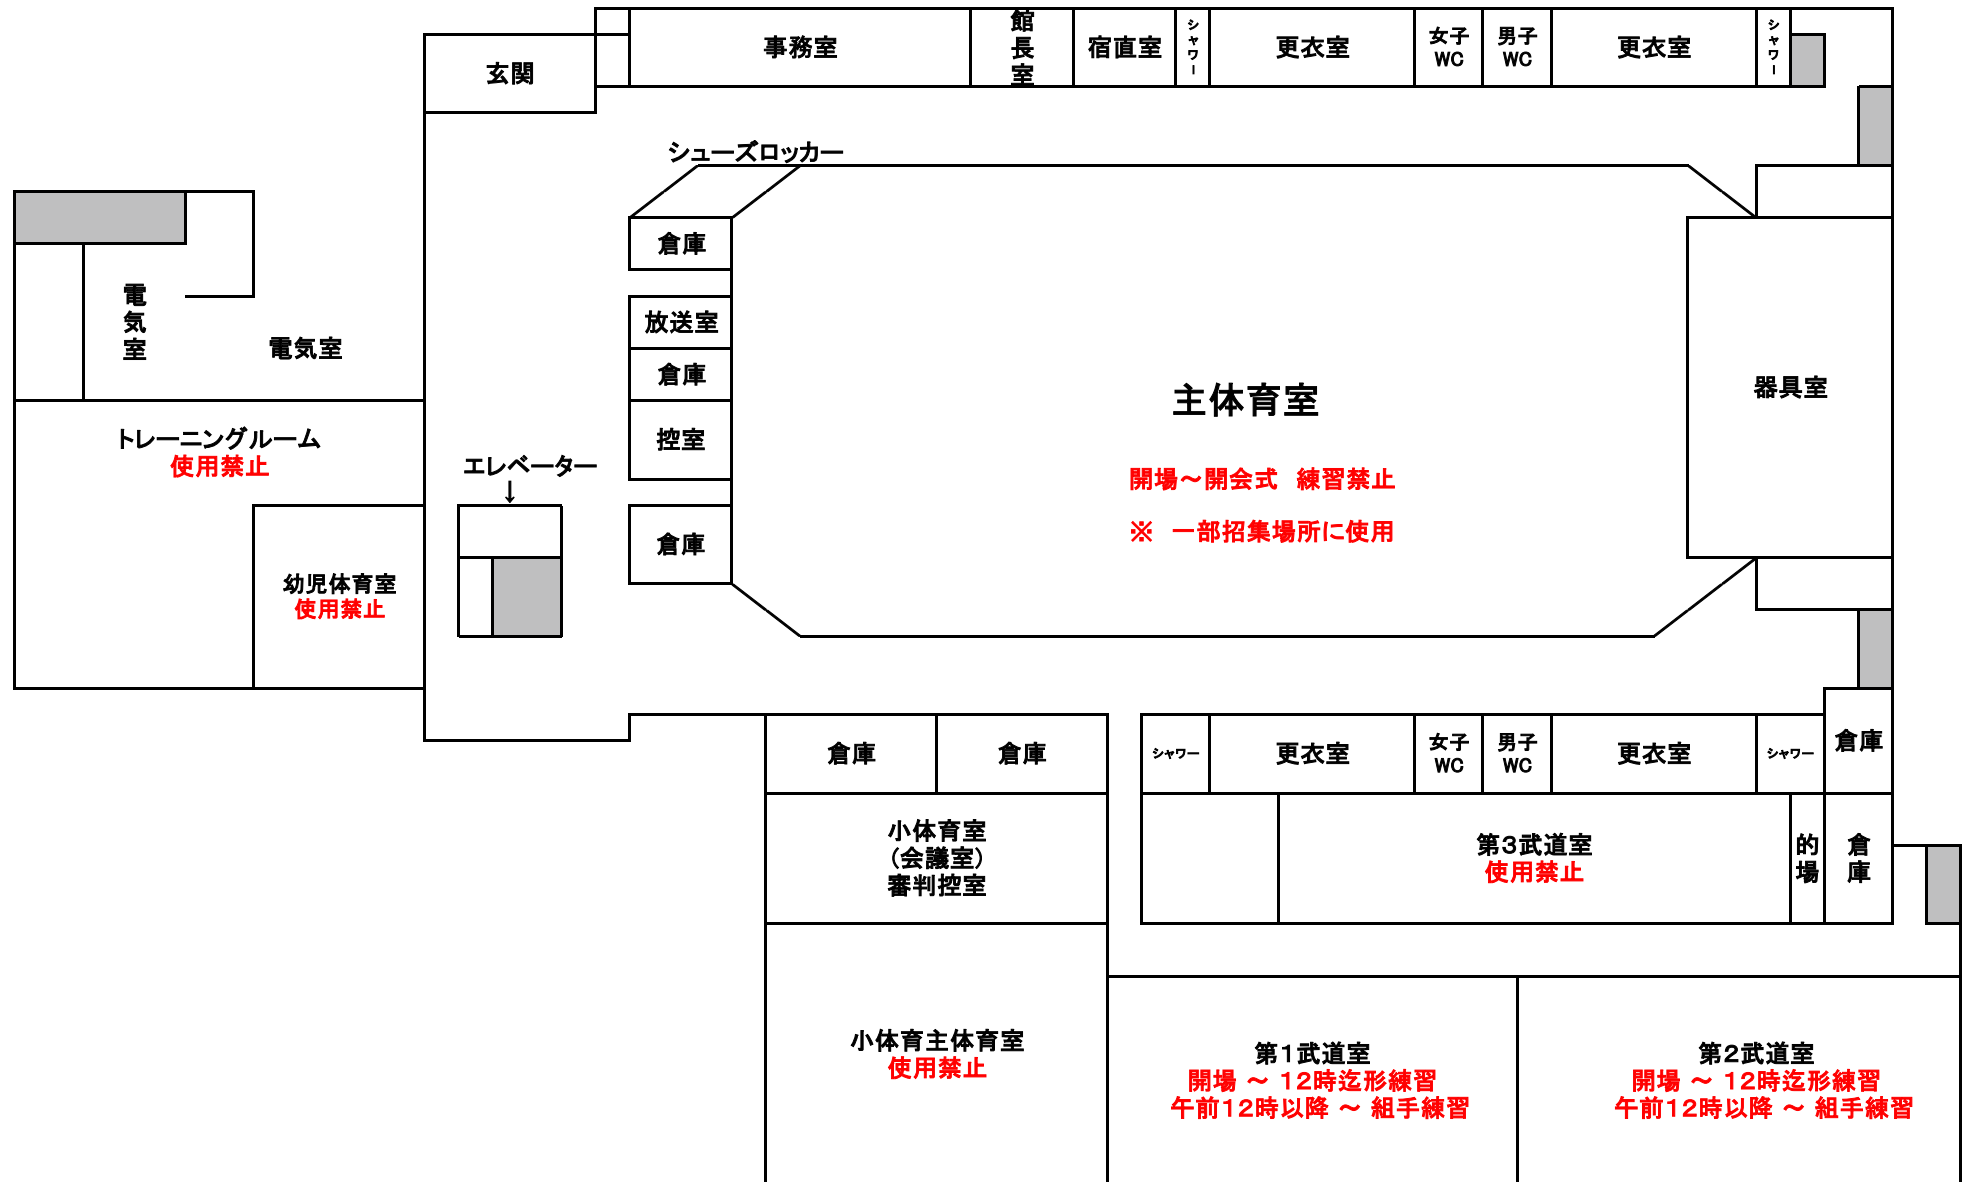 事務室
館長室
宿直室
シャワー
更衣室
女子
WC
男子
WC
更衣室
シャワー
玄関
シューズロッカー
倉庫
電気室
電気室
放送室
倉庫
控室
倉庫
主体育室
開場～開会式　練習禁止
※　一部招集場所に使用
器具室
トレーニングルーム
使用禁止
エレベーター
↓
幼児体育室
使用禁止
倉庫
倉庫
シャワー
更衣室
女子
WC
男子
WC
更衣室
シャワー
倉庫
小体育室
（会議室）
審判控室
第３武道室
使用禁止
的場
倉庫
小体育主体育室
使用禁止
第１武道室
開場 ～ １２時迄形練習
午前１２時以降 ～ 組手練習
第２武道室
開場 ～ １２時迄形練習
午前１２時以降 ～ 組手練習